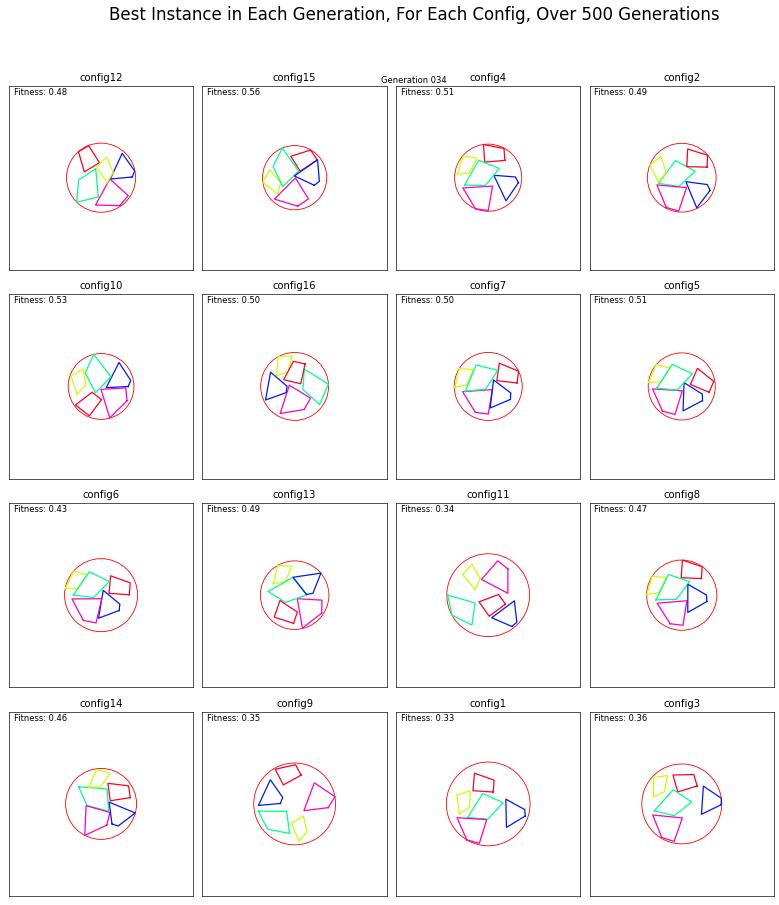 Best Instance in Each Generation, For Each Config, Over 500 Generations
Generation 034
config12
Fitness: 0.48
config15
Fitness: 0.56
config4
Fitness: 0.51
config2
Fitness: 0.49
config10
Fitness: 0.53
config16
Fitness: 0.50
config7
Fitness: 0.50
config5
Fitness: 0.51
config6
Fitness: 0.43
config13
Fitness: 0.49
config11
Fitness: 0.34
config8
Fitness: 0.47
config14
Fitness: 0.46
config9
Fitness: 0.35
config1
Fitness: 0.33
config3
Fitness: 0.36